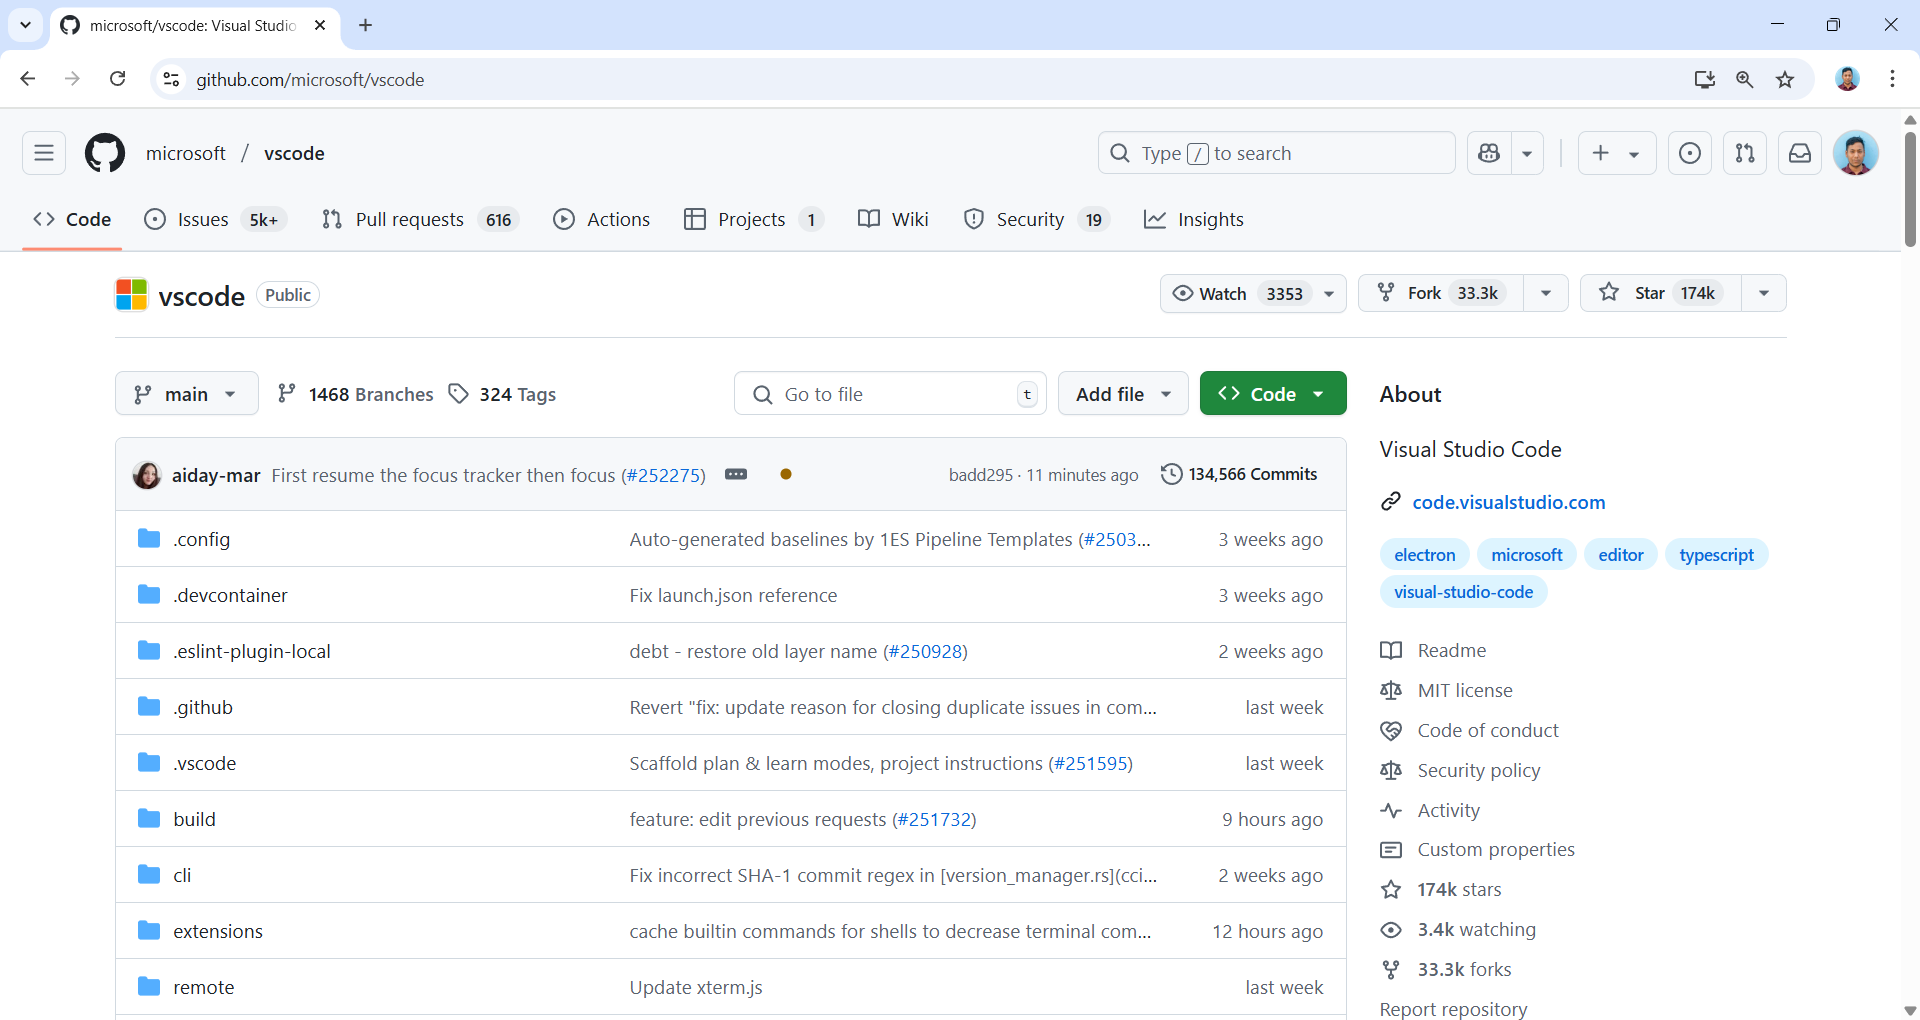 microsoft/vscode: Visual Studio
github.com/microsoft/vscode
microsoft / vscode
Type / to search
Code
Issues 5k+
Pull requests 616
Actions
Projects 1
Wiki
Security 19
Insights
vscode Public
Watch 3353
Fork 33.3k
Star 174k
main
1468 Branches
324 Tags
Go to file t
Add file
Code
aiday-mar First resume the focus tracker then focus (#252275)
badd295 · 11 minutes ago
134,566 Commits
.config Auto-generated baselines by 1ES Pipeline Templates (#2503... 3 weeks ago
.devcontainer Fix launch.json reference 3 weeks ago
.eslint-plugin-local debt - restore old layer name (#250928) 2 weeks ago
.github Revert "fix: update reason for closing duplicate issues in com... last week
.vscode Scaffold plan & learn modes, project instructions (#251595) last week
build feature: edit previous requests (#251732) 9 hours ago
cli Fix incorrect SHA-1 commit regex in [version_manager.rs](cci... 2 weeks ago
extensions cache builtin commands for shells to decrease terminal com... 12 hours ago
remote Update xterm.js last week
About
Visual Studio Code
code.visualstudio.com
electron microsoft editor typescript
visual-studio-code
Readme
MIT license
Code of conduct
Security policy
Activity
Custom properties
174k stars
3.4k watching
33.3k forks
Report repository